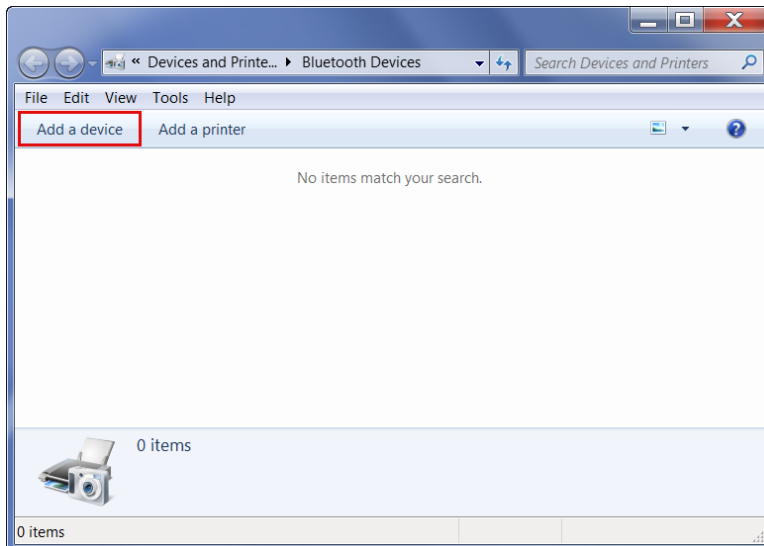 « Devices and Printe... Bluetooth Devices Search Devices and Printers
File Edit View Tools Help
Add a device Add a printer
No items match your search.
0 items
0 items